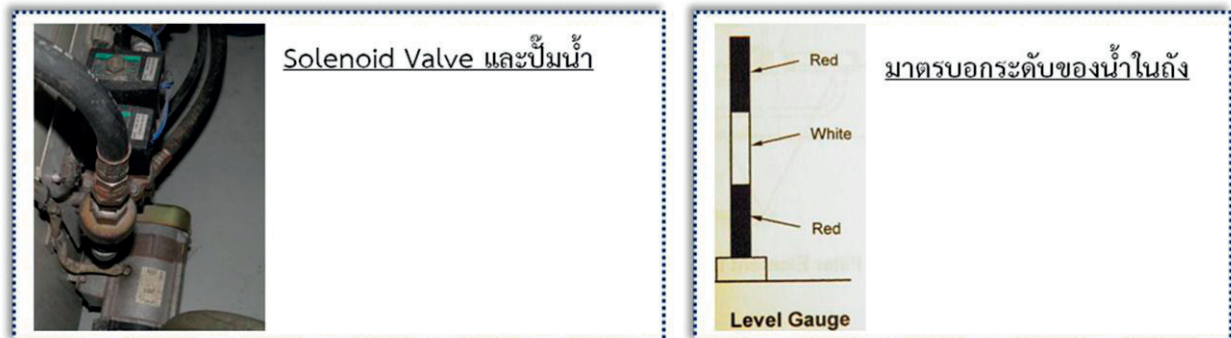 Solenoid Valve และปั๊มน้ำ
มาตรบอกระดับของน้ำในถัง
Red
White
Red
Level Gauge